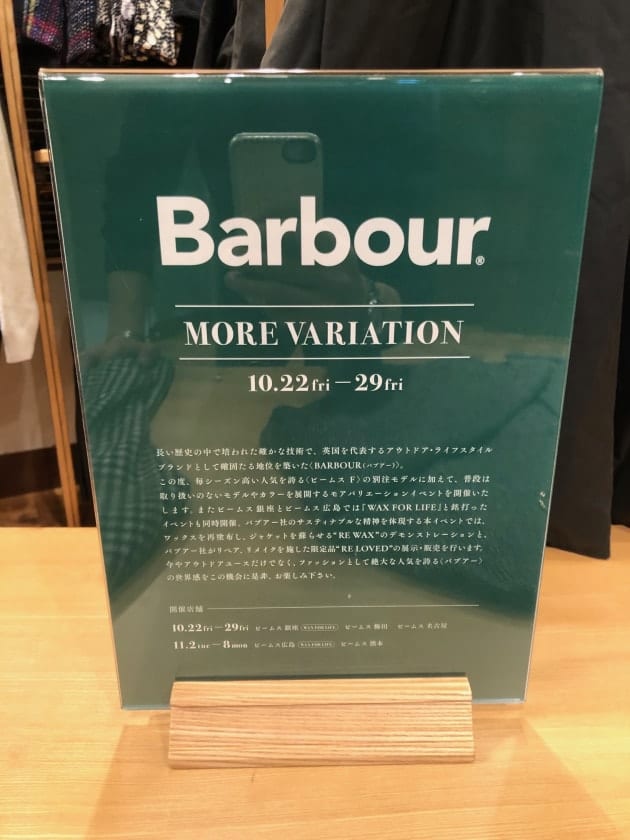 Barbour®
MORE VARIATION
10.22fri－29fri
長い歴史の中で培われた確かな技術で、英国を代表するアウトドア・ライフスタイル
ブランドとして確固たる地位を築いた〈BARBOUR（バブアー）〉。
この度、毎シーズン高い人気を誇る〈ビームス F〉の別注モデルに加えて、普段は
取り扱いのないモデルやカラーを展開するモアバリエーションイベントを開催いた
します。またビームス 銀座とビームス 広島では「WAX FOR LIFE」と銘打った
イベントも同時開催。バブアー社のサスティナブルな精神を体現する本イベントでは、
ワックスを再塗布し、ジャケットを蘇らせる“RE WAX”のデモンストレーションと、
バブアー社がリペア、リメイクを施した限定品“RE LOVED”の展示・販売を行います。
今やアウトドアユースだけでなく、ファッションとして絶大な人気を誇る〈バブアー〉
の世界感をこの機会に是非、お楽しみ下さい。
開催店舗
10.22fri－29fri ビームス 銀座 WAX FOR LIFE ビームス 梅田 ビームス 名古屋
11.2tue－8mon ビームス 広島 WAX FOR LIFE ビームス 熊本